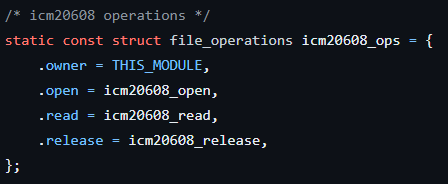 /* icm20608 operations */
static const struct file_operations icm20608_ops = {
    .owner = THIS_MODULE,
    .open = icm20608_open,
    .read = icm20608_read,
    .release = icm20608_release,
};